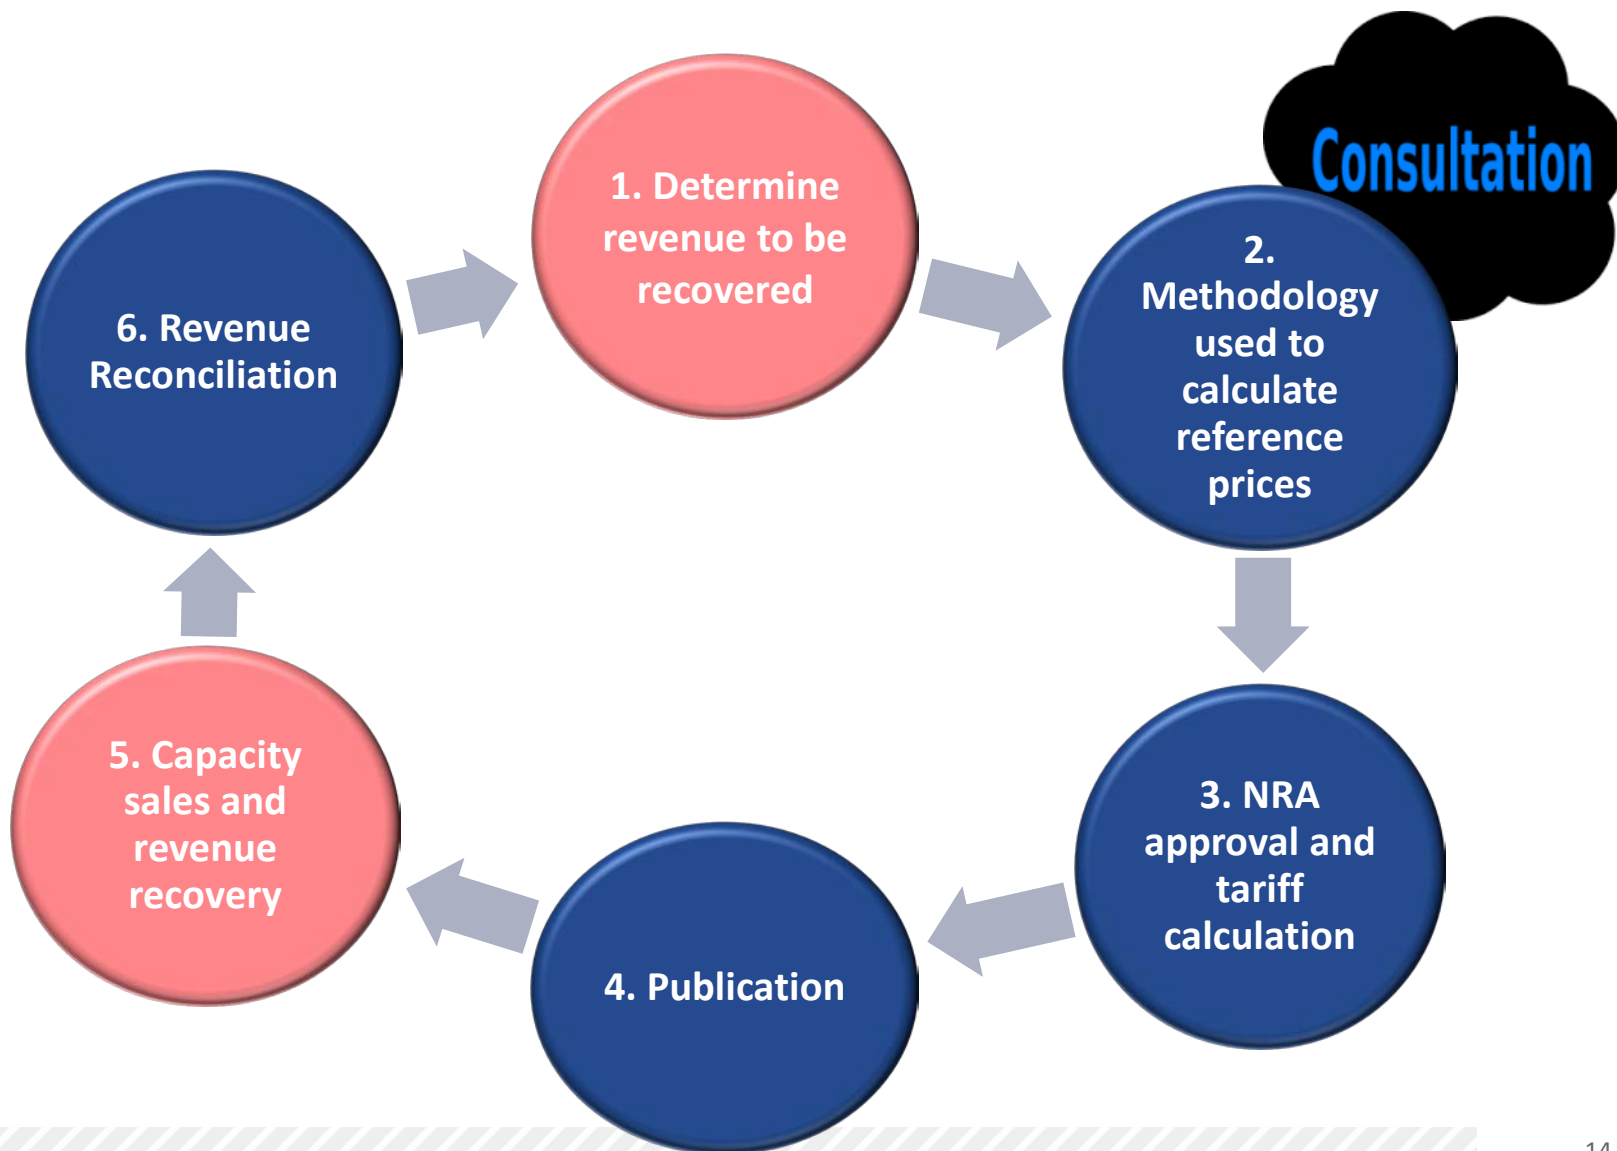 1. Determine
revenue to be
recovered
Consultation
2.
Methodology
used to
calculate
reference
prices
3. NRA
approval and
tariff
calculation
4. Publication
5. Capacity
sales and
revenue
recovery
6. Revenue
Reconciliation
14